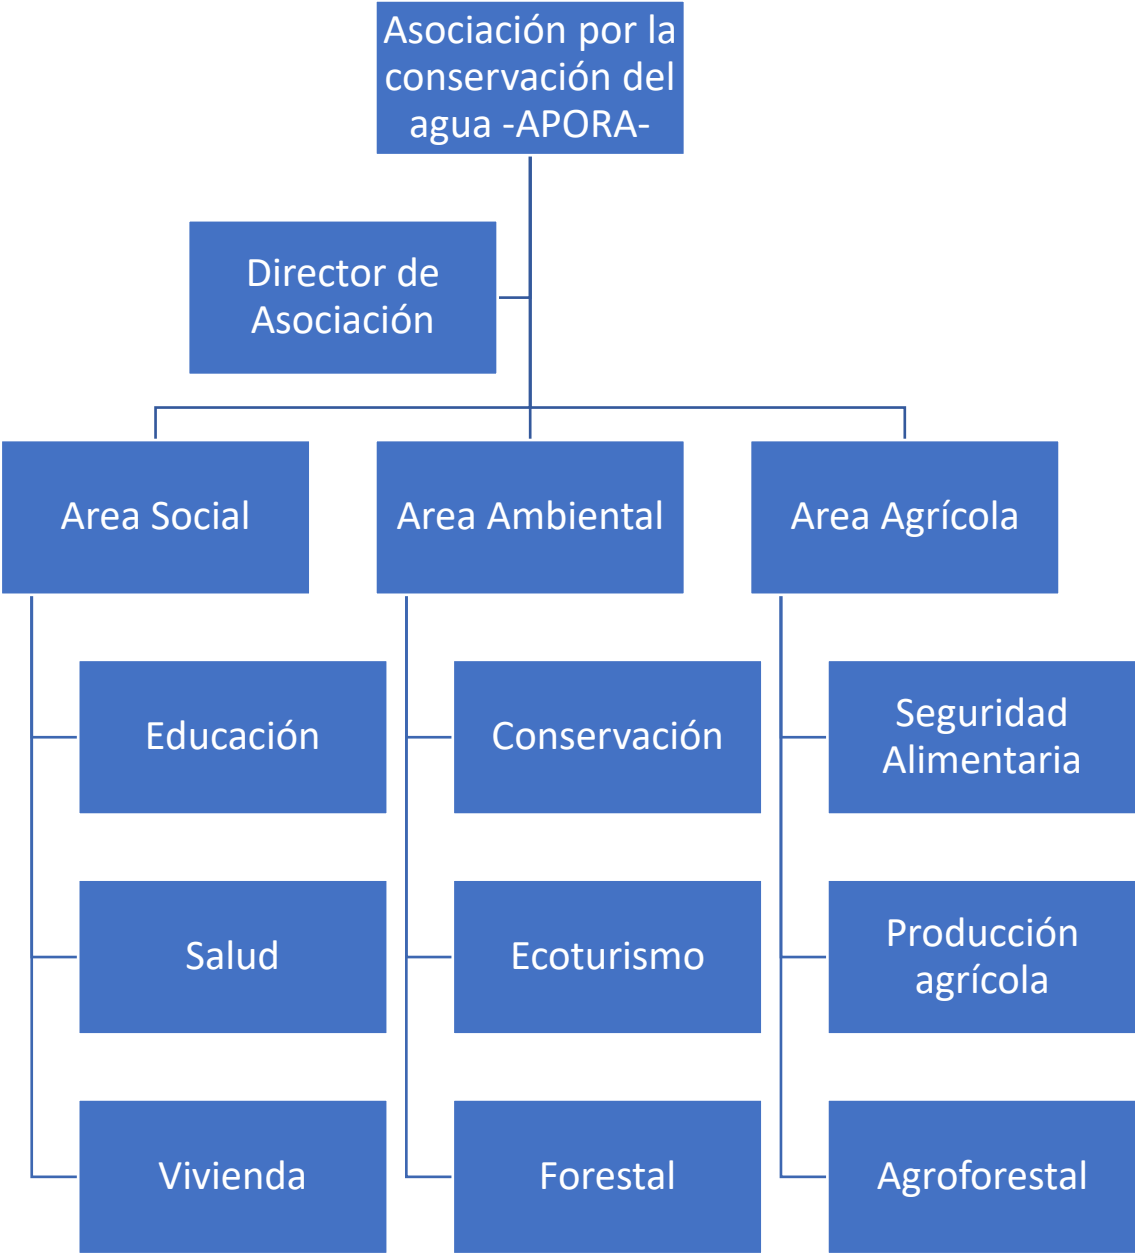 Asociación por la
conservación del
agua -APORA-
Director de
Asociación
Area Social
Area Ambiental
Area Agrícola
Educación
Conservación
Seguridad
Alimentaria
Salud
Ecoturismo
Producción
agrícola
Vivienda
Forestal
Agroforestal